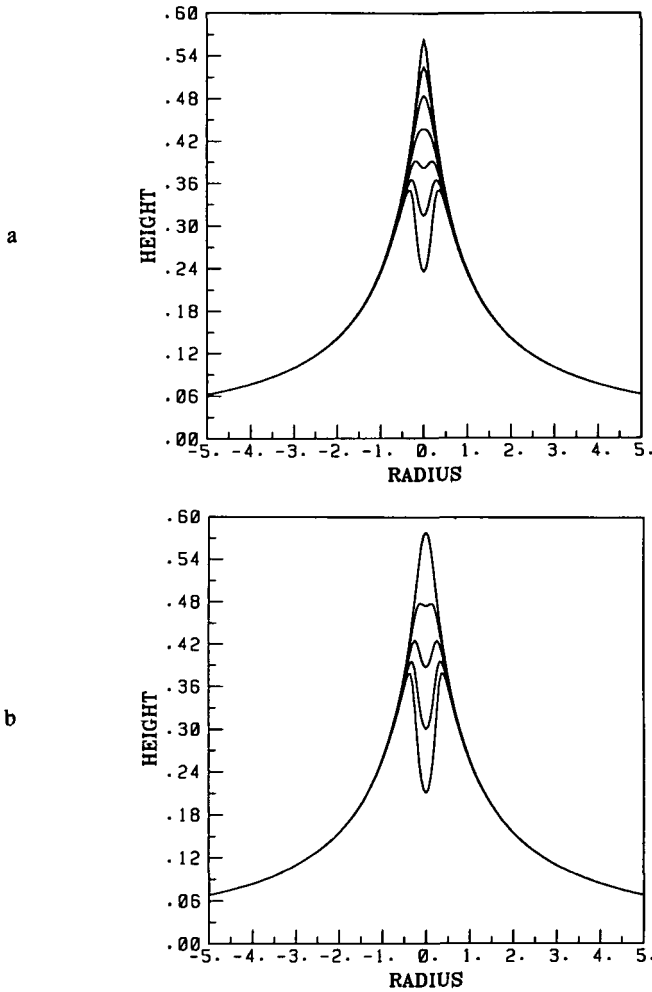 a
HEIGHT
.60
.54
.48
.42
.36
.30
.24
.18
.12
.06
.00
-5. -4. -3. -2. -1. 0. 1. 2. 3. 4. 5.
RADIUS
b
HEIGHT
.60
.54
.48
.42
.36
.30
.24
.18
.12
.06
.00
-5. -4. -3. -2. -1. 0. 1. 2. 3. 4. 5.
RADIUS